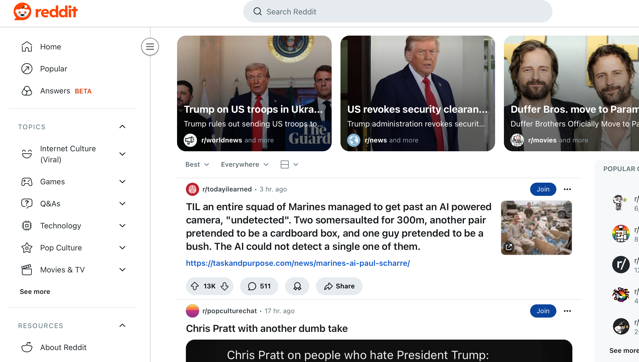 reddit
Search Reddit
Home
Popular
Answers BETA
TOPICS
Internet Culture
(Viral)
Games
Q&As
Technology
Pop Culture
Movies & TV
See more
RESOURCES
About Reddit
Trump on US troops in Ukra...
Trump rules out sending US troops to
The
Guard
r/worldnews and more
US revokes security clearan...
Trump administration revokes securit...
r/news and more
Duffer Bros. move to Param
Duffer Brothers Officially Move to Pa
r/movies and more
Best
Everywhere
r/todayilearned • 3 hr. ago
Join
TIL an entire squad of Marines managed to get past an AI powered
camera, "undetected". Two somersaulted for 300m, another pair
pretended to be a cardboard box, and one guy pretended to be a
bush. The AI could not detect a single one of them.
https://taskandpurpose.com/news/marines-ai-paul-scharre/
13K
511
Share
r/popculturechat • 17 hr. ago
Join
Chris Pratt with another dumb take
Chris Pratt on people who hate President Trump:
POPULAR C
See more